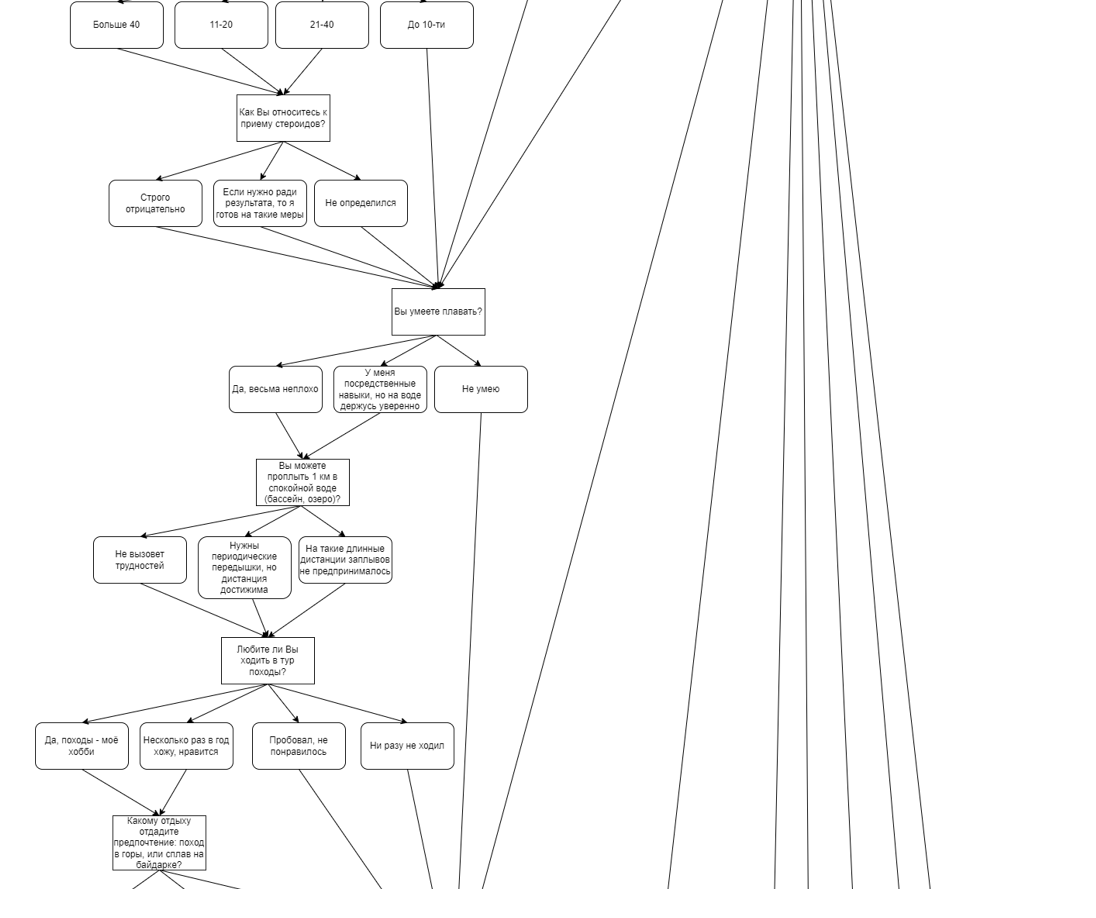 Больше 40
11-20
21-40
До 10-ти
Как Вы относитесь к
приему стероидов?
Строго
отрицательно
Если нужно ради
результата, то я
готов на такие меры
Не определился
Вы умеете плавать?
Да, весьма неплохо
У меня
посредственные
навыки, но на воде
держусь уверенно
Не умею
Вы можете
проплыть 1 км в
спокойной воде
(бассейн, озеро)?
Не вызовет
трудностей
Нужны
периодические
передышки, но
дистанция
достижима
На такие длинные
дистанции заплывов
не предпринималось
Любите ли Вы
ходить в тур
походы?
Да, походы - моё
хобби
Несколько раз в год
хожу, нравится
Пробовал, не
понравилось
Ни разу не ходил
Какому отдыху
отдадите
предпочтение: поход
в горы, или сплав на
байдарке?